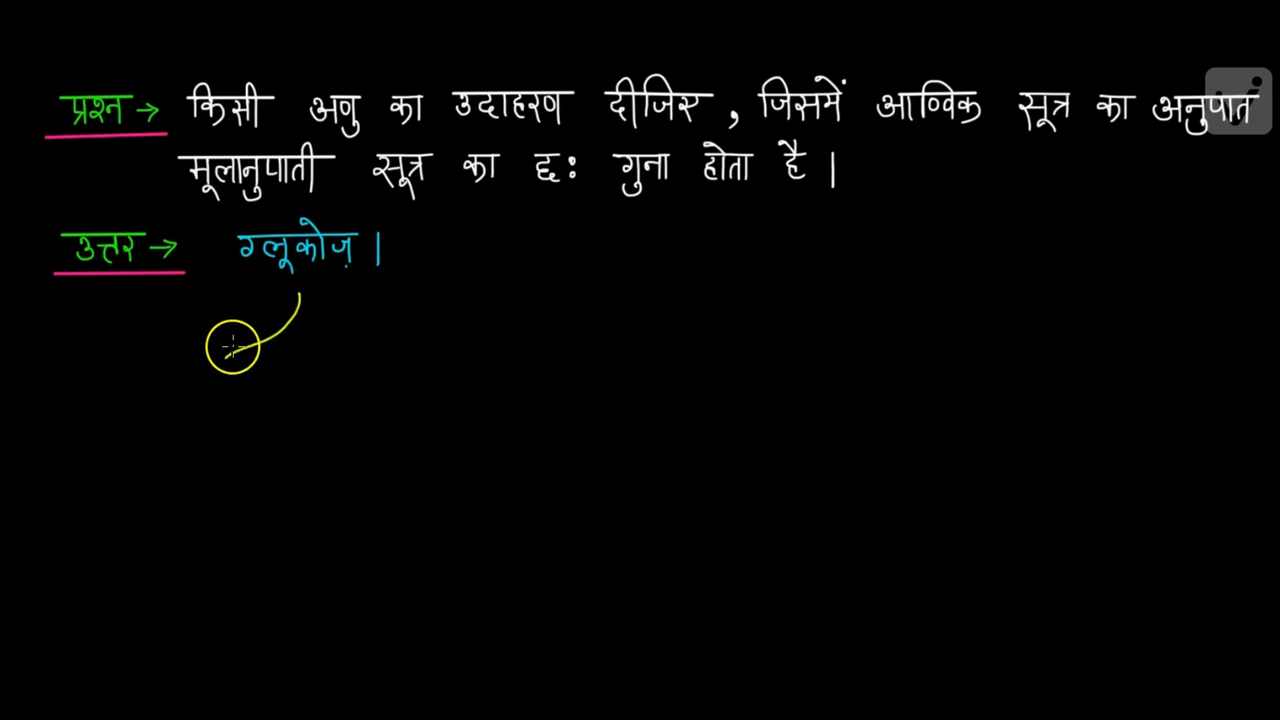 प्रश्न → किसी अणु का उदाहरण दीजिए , जिसमें आण्विक सूत्र का अनुपात
मूलानुपाती सूत्र का छः गुना होता है ।
उत्तर → ग्लूकोज़ ।